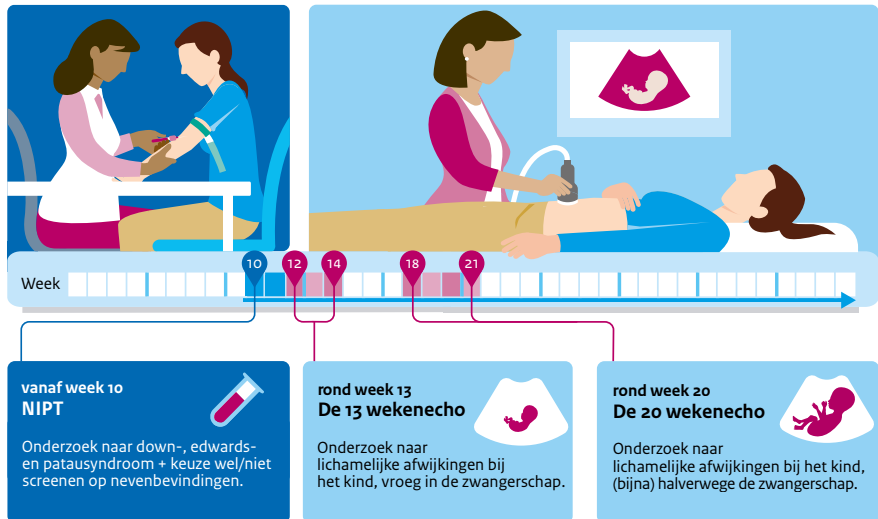 10
12
14
18
21
Week
vanaf week 10
NIPT
Onderzoek naar down-, edwards-
en patausyndroom + keuze wel/niet
screenen op nevenbevindingen.
rond week 13
De 13 wekenecho
Onderzoek naar
lichamelijke afwijkingen bij
het kind, vroeg in de zwangerschap.
rond week 20
De 20 wekenecho
Onderzoek naar
lichamelijke afwijkingen bij het kind,
(bijna) halverwege de zwangerschap.